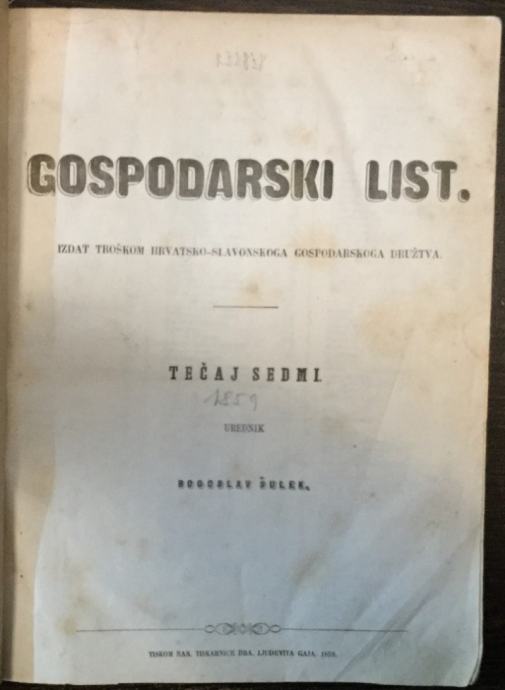 GOSPODARSKI LIST.
IZDAT TROŠKOM HRVATSKO-SLAVONSKOGA GOSPODARSKOGA DRUŽTVA.
TEČAJ SEDMI.
1859
UREDNIK
BOGOSLAV ŠULEK.
TISKOM NAR. TISKARNICE DRA. LJUDEVITA GAJA. 1859.